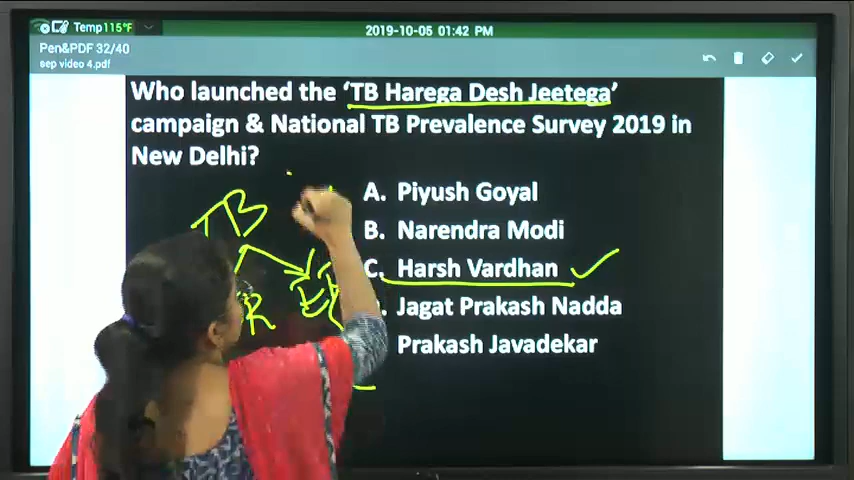 Temp115°F
2019-10-05 01:42 PM
Pen&PDF 32/40
sep video 4.pdf
Who launched the ‘TB Harega Desh Jeetega’
campaign & National TB Prevalence Survey 2019 in
New Delhi?
A. Piyush Goyal
B. Narendra Modi
C. Harsh Vardhan
Jagat Prakash Nadda
Prakash Javadekar
TB